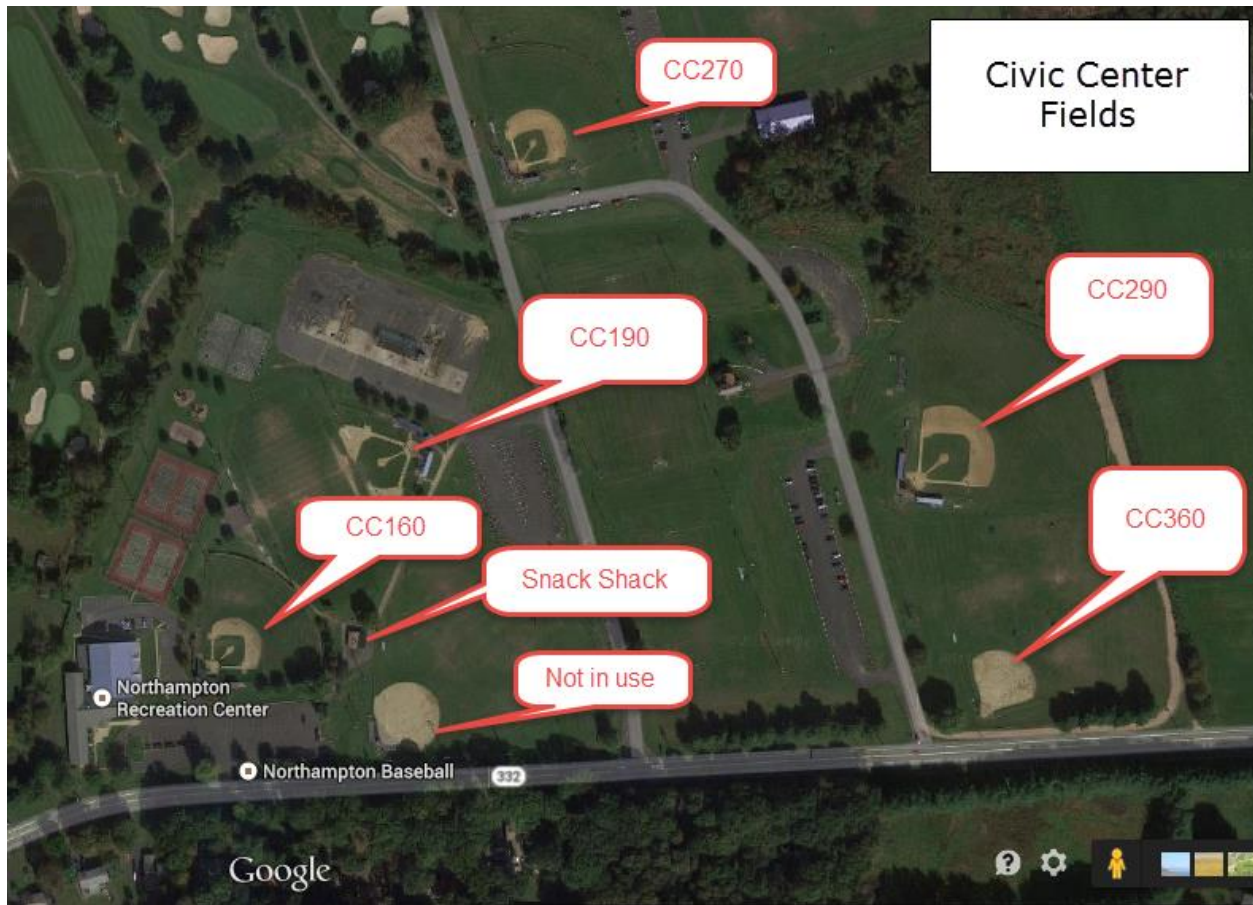 CC270
Civic Center
Fields
CC290
CC190
CC360
CC160
Snack Shack
Not in use
Northampton
Recreation Center
Northampton Baseball
332
Google
?